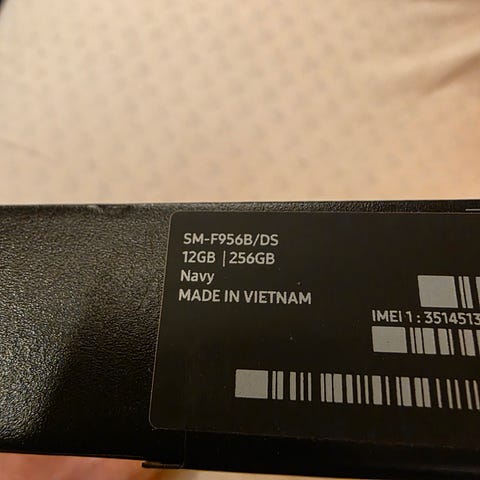 SM-F956B/DS
12GB | 256GB
Navy
MADE IN VIETNAM
IMEI 1 : 3514513